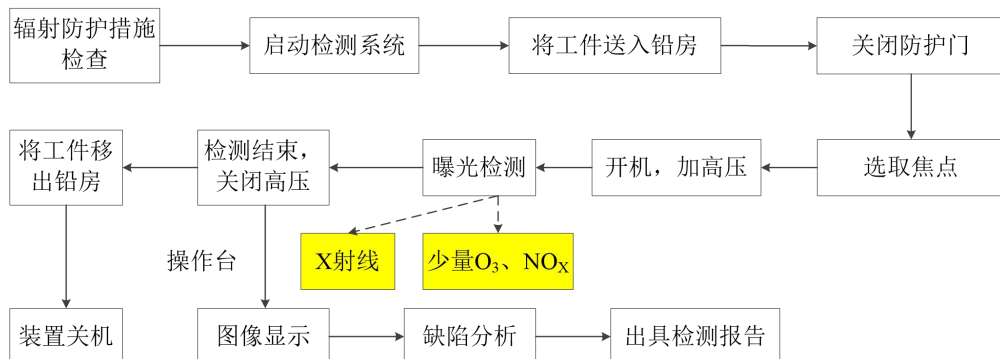 辐射防护措施
检查
启动检测系统
将工件送入铅房
关闭防护门
将工件移
出铅房
检测结束，
关闭高压
曝光检测
开机，加高压
选取焦点
操作台
X射线
少量O₃、NOₓ
装置关机
图像显示
缺陷分析
出具检测报告